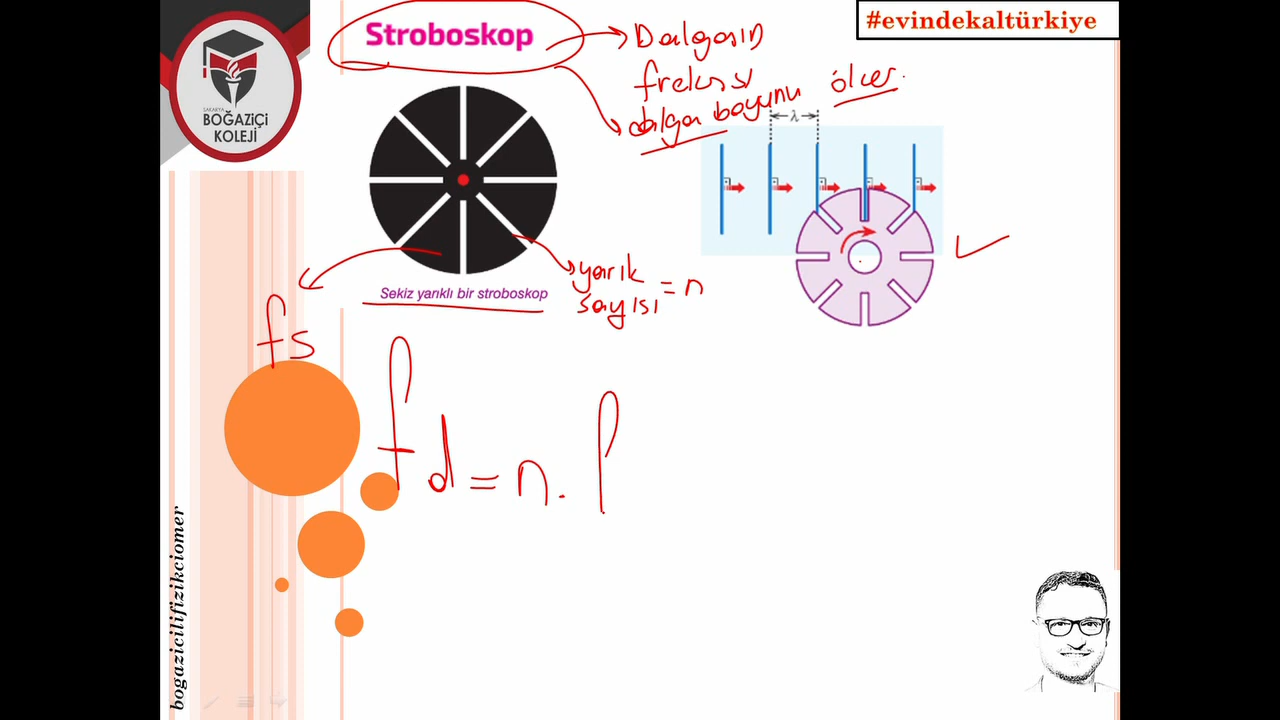 #evindekaltürkiye
Stroboskop
Dalganın
frekansı
dalga boyunu ölçer.
SAKARYA
BOĞAZİÇİ
KOLEJİ
λ
yarık
sayısı = n
Sekiz yarıklı bir stroboskop
fs
fd = n. f
bogazicilifizikciomer